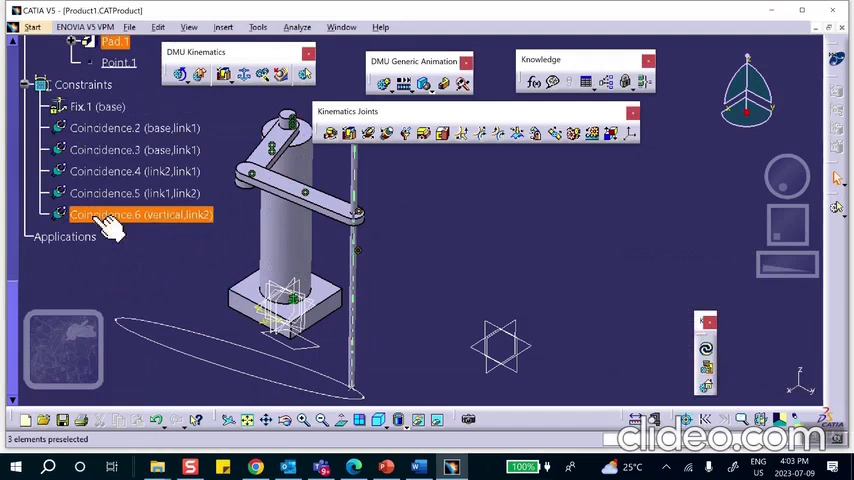 CATIA V5 - [Product1.CATProduct]
Start ENOVIA V5 VPM File Edit View Insert Tools Analyze Window Help
Pad.1
Point.1
Constraints
Fix.1 (base)
Coincidence.2 (base,link1)
Coincidence.3 (base,link1)
Coincidence.4 (link2,link1)
Coincidence.5 (link1,link2)
Coincidence.6 (vertical,link2)
Applications
DMU Kinematics
DMU Generic Animation
Knowledge
Kinematics Joints
f(x)
K
z
x
y
3 elements preselected
clideo.com
CATIA
100%
25°C
ENG
US
4:03 PM
2023-07-09